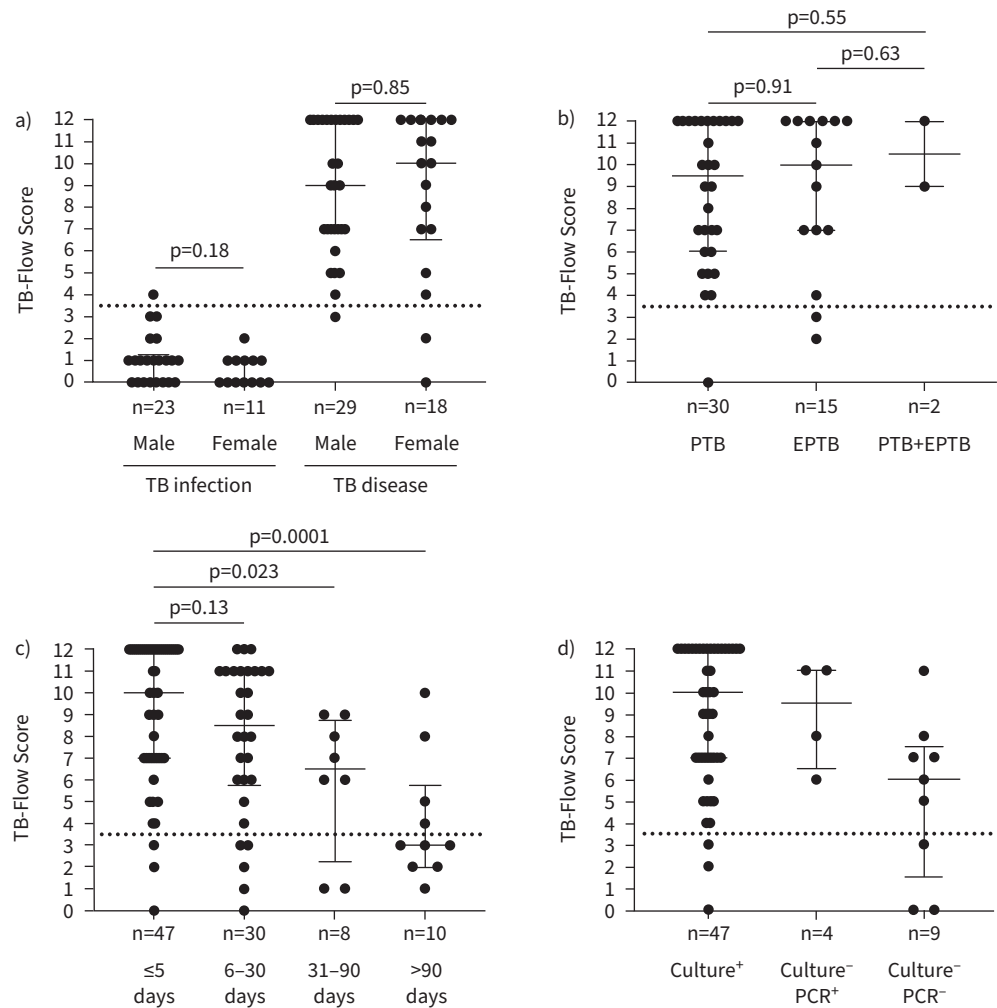 a)
p=0.85
p=0.18
TB-Flow Score
12
11
10
9
8
7
6
5
4
3
2
1
0
n=23 n=11 n=29 n=18
Male Female Male Female
TB infection TB disease
b)
p=0.55
p=0.63
p=0.91
TB-Flow Score
12
11
10
9
8
7
6
5
4
3
2
1
0
n=30 n=15 n=2
PTB EPTB PTB+EPTB
c)
p=0.0001
p=0.023
p=0.13
TB-Flow Score
12
11
10
9
8
7
6
5
4
3
2
1
0
n=47 n=30 n=8 n=10
≤5 6–30 31–90 >90
days days days days
d)
TB-Flow Score
12
11
10
9
8
7
6
5
4
3
2
1
0
n=47 n=4 n=9
Culture⁺ Culture⁻ Culture⁻
PCR⁺ PCR⁻